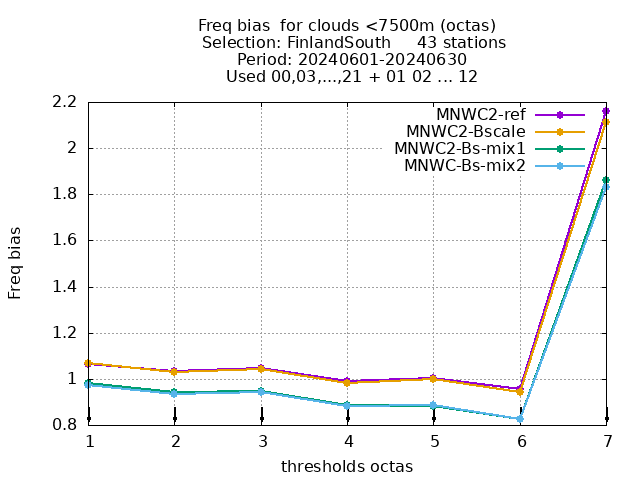 Freq bias  for clouds <7500m (octas)
Selection: FinlandSouth     43 stations
Period: 20240601-20240630
Used 00,03,...,21 + 01 02 ... 12
MNWC2-ref
MNWC2-Bscale
MNWC2-Bs-mix1
MNWC-Bs-mix2
2.2
2
1.8
1.6
1.4
1.2
1
0.8
Freq bias
1 2 3 4 5 6 7
thresholds octas